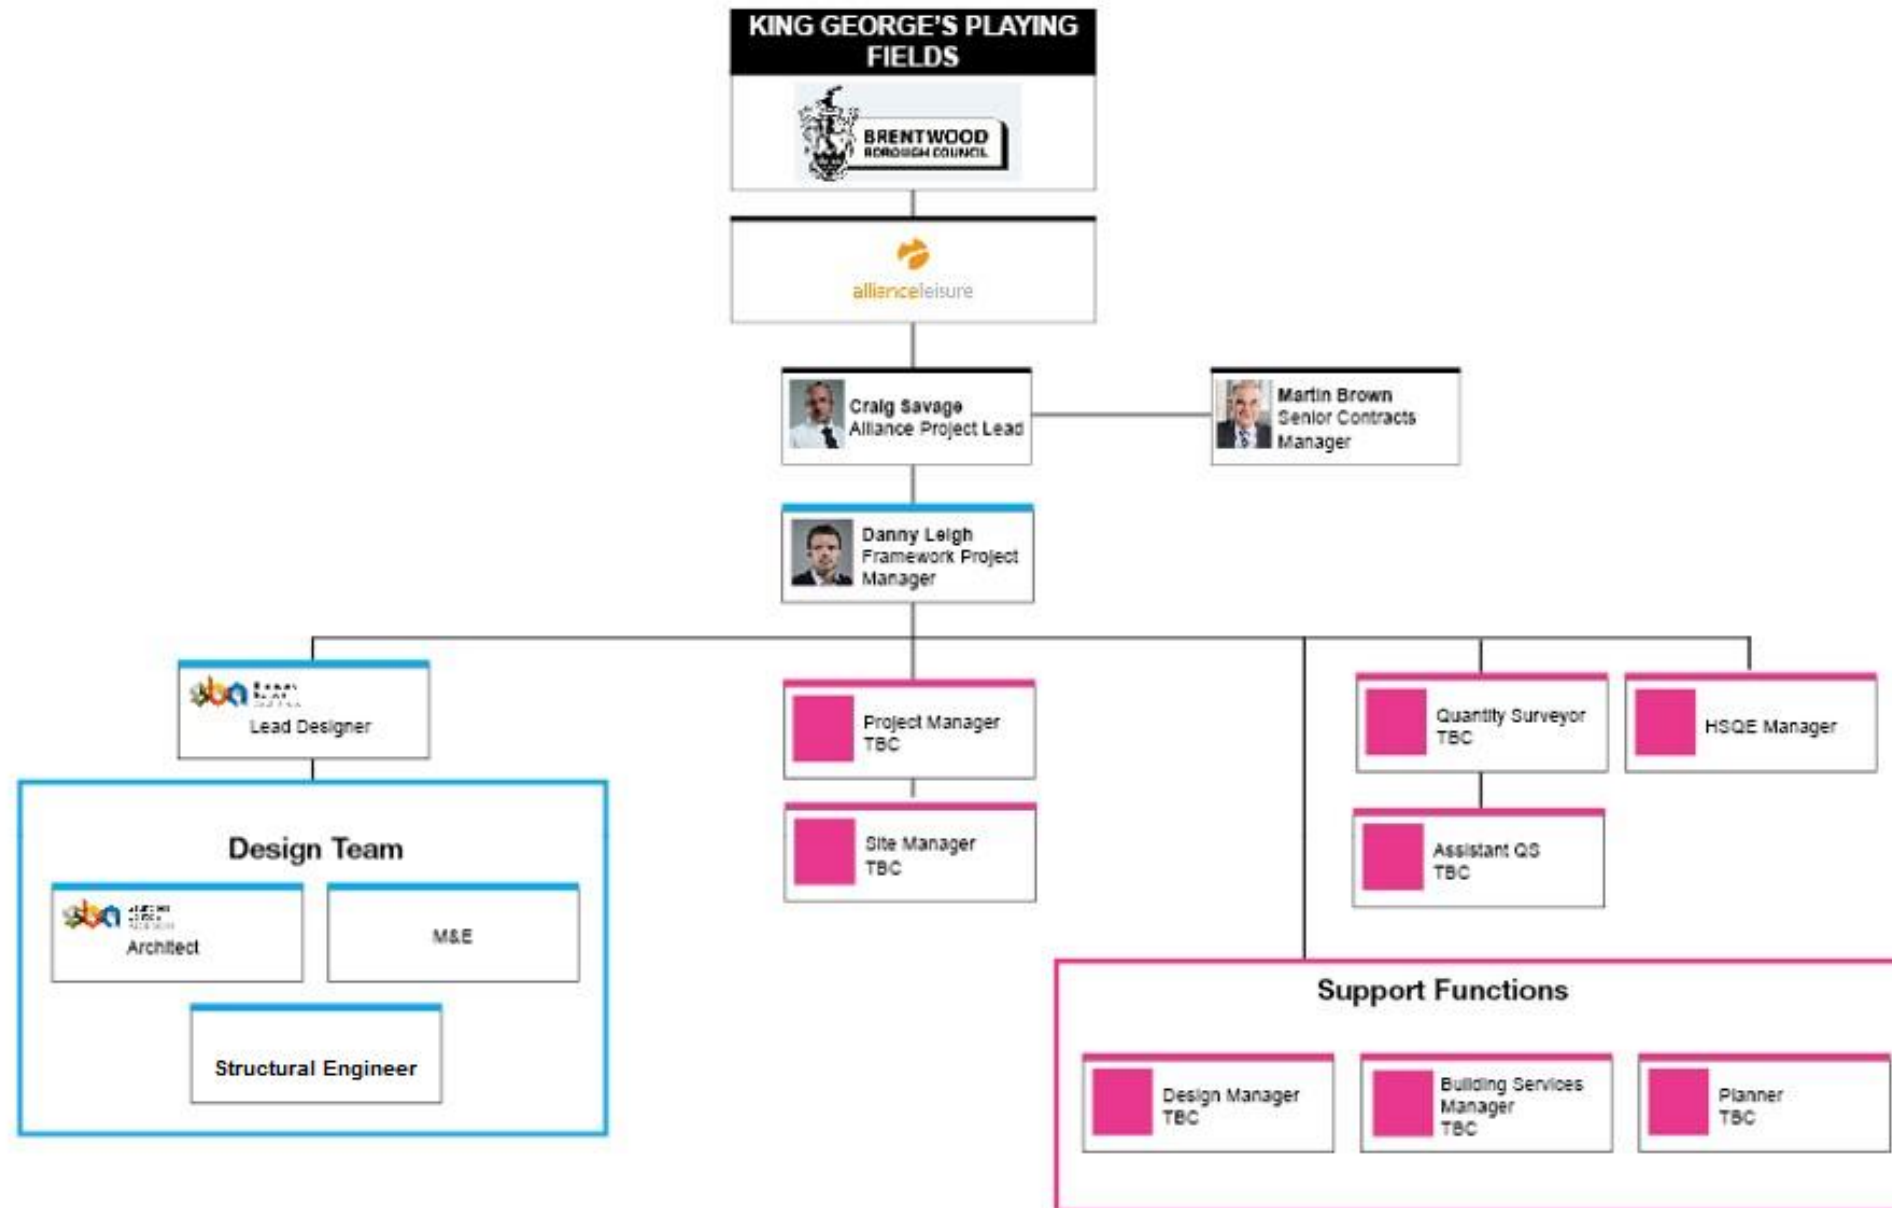 KING GEORGE'S PLAYING
FIELDS
BRENTWOOD
BOROUGH COUNCIL
allianceleisure
Craig Savage
Alliance Project Lead
Martin Brown
Senior Contracts
Manager
Danny Leigh
Framework Project
Manager
sba
Lead Designer
Project Manager
TBC
Quantity Surveyor
TBC
HSQE Manager
Design Team
Site Manager
TBC
Assistant QS
TBC
sba
Architect
M&E
Structural Engineer
Support Functions
Design Manager
TBC
Building Services
Manager
TBC
Planner
TBC